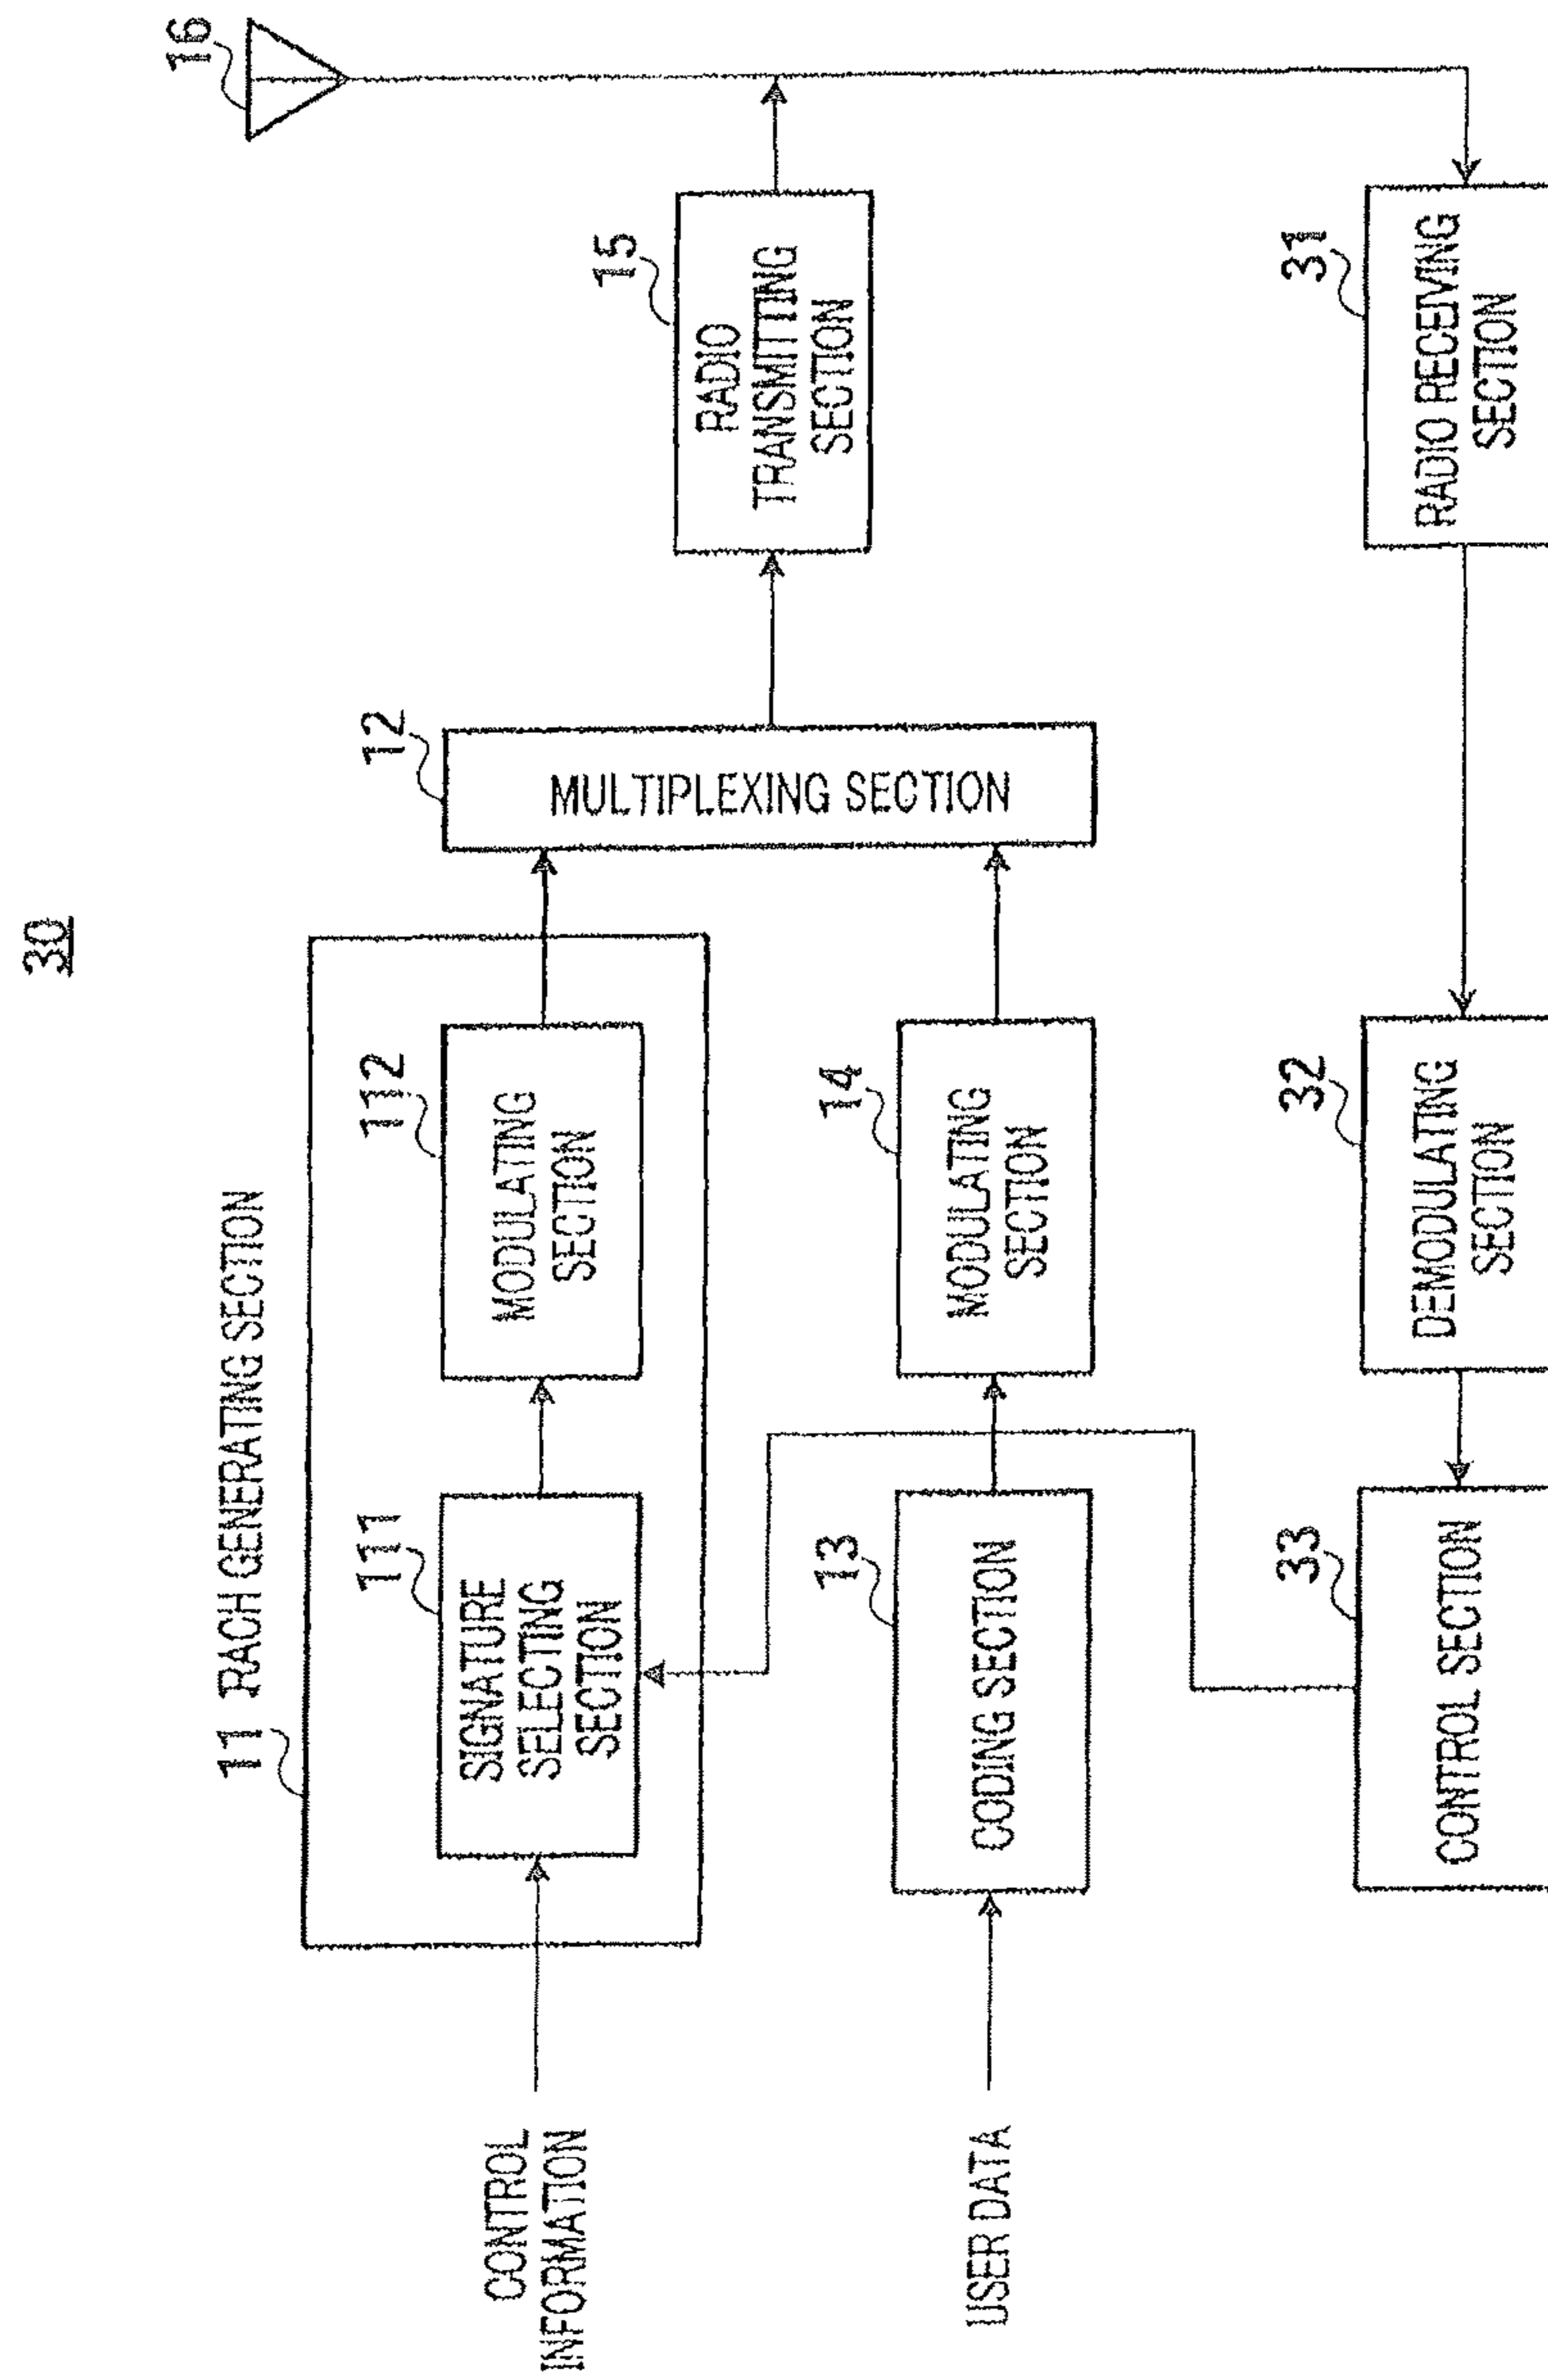 30
11 RACH GENERATING SECTION
16
CONTROL
INFORMATION
111
SIGNATURE
SELECTING
SECTION
112
MODULATING
SECTION
12
MULTIPLEXING SECTION
15
RADIO
TRANSMITTING
SECTION
USER DATA
13
CODING SECTION
14
MODULATING
SECTION
33
CONTROL SECTION
32
DEMODULATING
SECTION
31
RADIO RECEIVING
SECTION